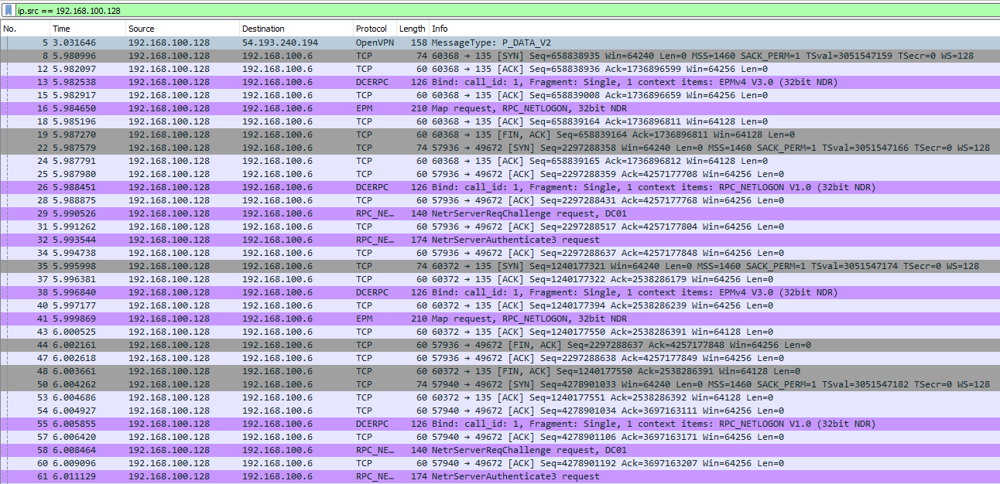 ip.src == 192.168.100.128
No. Time Source Destination Protocol Length Info
5 3.031646 192.168.100.128 54.193.240.194 OpenVPN 158 MessageType: P_DATA_V2
8 5.980996 192.168.100.128 192.168.100.6 TCP 74 60368 → 135 [SYN] Seq=658838935 Win=64240 Len=0 MSS=1460 SACK_PERM=1 TSval=3051547159 TSecr=0 WS=128
12 5.982097 192.168.100.128 192.168.100.6 TCP 60 60368 → 135 [ACK] Seq=658838936 Ack=1736896599 Win=64256 Len=0
13 5.982538 192.168.100.128 192.168.100.6 DCERPC 126 Bind: call_id: 1, Fragment: Single, 1 context items: EPMv4 V3.0 (32bit NDR)
15 5.982917 192.168.100.128 192.168.100.6 TCP 60 60368 → 135 [ACK] Seq=658839008 Ack=1736896659 Win=64256 Len=0
16 5.984650 192.168.100.128 192.168.100.6 EPM 210 Map request, RPC_NETLOGON, 32bit NDR
18 5.985196 192.168.100.128 192.168.100.6 TCP 60 60368 → 135 [ACK] Seq=658839164 Ack=1736896811 Win=64128 Len=0
19 5.987270 192.168.100.128 192.168.100.6 TCP 60 60368 → 135 [FIN, ACK] Seq=658839164 Ack=1736896811 Win=64128 Len=0
22 5.987579 192.168.100.128 192.168.100.6 TCP 74 57936 → 49672 [SYN] Seq=2297288358 Win=64240 Len=0 MSS=1460 SACK_PERM=1 TSval=3051547166 TSecr=0 WS=128
24 5.987791 192.168.100.128 192.168.100.6 TCP 60 60368 → 135 [ACK] Seq=658839165 Ack=1736896812 Win=64128 Len=0
25 5.987980 192.168.100.128 192.168.100.6 TCP 60 57936 → 49672 [ACK] Seq=2297288359 Ack=4257177708 Win=64256 Len=0
26 5.988451 192.168.100.128 192.168.100.6 DCERPC 126 Bind: call_id: 1, Fragment: Single, 1 context items: RPC_NETLOGON V1.0 (32bit NDR)
28 5.988875 192.168.100.128 192.168.100.6 TCP 60 57936 → 49672 [ACK] Seq=2297288431 Ack=4257177768 Win=64256 Len=0
29 5.990526 192.168.100.128 192.168.100.6 RPC_NE… 140 NetrServerReqChallenge request, DC01
31 5.991262 192.168.100.128 192.168.100.6 TCP 60 57936 → 49672 [ACK] Seq=2297288517 Ack=4257177804 Win=64256 Len=0
32 5.993544 192.168.100.128 192.168.100.6 RPC_NE… 174 NetrServerAuthenticate3 request
34 5.994738 192.168.100.128 192.168.100.6 TCP 60 57936 → 49672 [ACK] Seq=2297288637 Ack=4257177848 Win=64256 Len=0
35 5.995998 192.168.100.128 192.168.100.6 TCP 74 60372 → 135 [SYN] Seq=1240177321 Win=64240 Len=0 MSS=1460 SACK_PERM=1 TSval=3051547174 TSecr=0 WS=128
37 5.996381 192.168.100.128 192.168.100.6 TCP 60 60372 → 135 [ACK] Seq=1240177322 Ack=2538286179 Win=64256 Len=0
38 5.996840 192.168.100.128 192.168.100.6 DCERPC 126 Bind: call_id: 1, Fragment: Single, 1 context items: EPMv4 V3.0 (32bit NDR)
40 5.997177 192.168.100.128 192.168.100.6 TCP 60 60372 → 135 [ACK] Seq=1240177394 Ack=2538286239 Win=64256 Len=0
41 5.999869 192.168.100.128 192.168.100.6 EPM 210 Map request, RPC_NETLOGON, 32bit NDR
43 6.000525 192.168.100.128 192.168.100.6 TCP 60 60372 → 135 [ACK] Seq=1240177550 Ack=2538286391 Win=64128 Len=0
44 6.002161 192.168.100.128 192.168.100.6 TCP 60 57936 → 49672 [FIN, ACK] Seq=2297288637 Ack=4257177848 Win=64256 Len=0
47 6.002618 192.168.100.128 192.168.100.6 TCP 60 57936 → 49672 [ACK] Seq=2297288638 Ack=4257177849 Win=64256 Len=0
48 6.003661 192.168.100.128 192.168.100.6 TCP 60 60372 → 135 [FIN, ACK] Seq=1240177550 Ack=2538286391 Win=64128 Len=0
50 6.004262 192.168.100.128 192.168.100.6 TCP 74 57940 → 49672 [SYN] Seq=4278901033 Win=64240 Len=0 MSS=1460 SACK_PERM=1 TSval=3051547182 TSecr=0 WS=128
53 6.004686 192.168.100.128 192.168.100.6 TCP 60 60372 → 135 [ACK] Seq=1240177551 Ack=2538286392 Win=64128 Len=0
54 6.004927 192.168.100.128 192.168.100.6 TCP 60 57940 → 49672 [ACK] Seq=4278901034 Ack=3697163111 Win=64256 Len=0
55 6.005855 192.168.100.128 192.168.100.6 DCERPC 126 Bind: call_id: 1, Fragment: Single, 1 context items: RPC_NETLOGON V1.0 (32bit NDR)
57 6.006420 192.168.100.128 192.168.100.6 TCP 60 57940 → 49672 [ACK] Seq=4278901106 Ack=3697163171 Win=64256 Len=0
58 6.008464 192.168.100.128 192.168.100.6 RPC_NE… 140 NetrServerReqChallenge request, DC01
60 6.009096 192.168.100.128 192.168.100.6 TCP 60 57940 → 49672 [ACK] Seq=4278901192 Ack=3697163207 Win=64256 Len=0
61 6.011129 192.168.100.128 192.168.100.6 RPC_NE… 174 NetrServerAuthenticate3 request